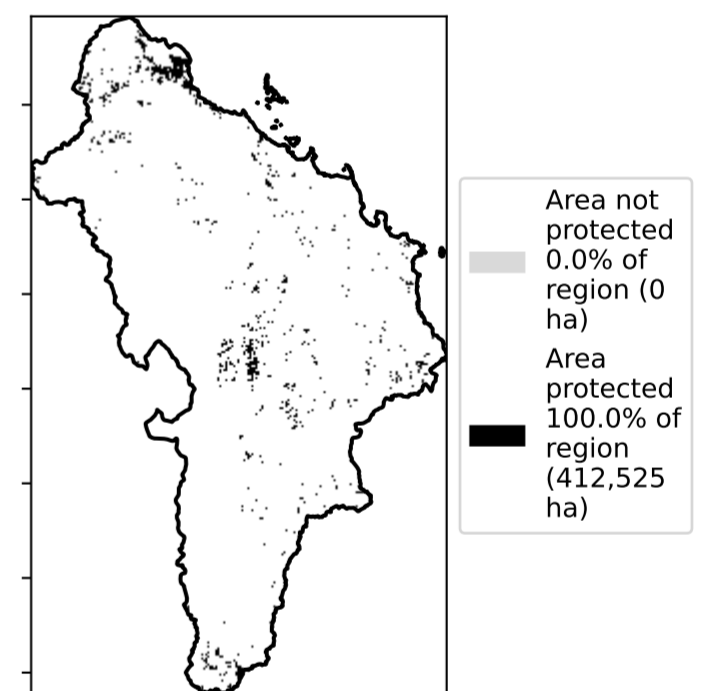 Area not
protected
0.0% of
region (0
ha)
Area
protected
100.0% of
region
(412,525
ha)